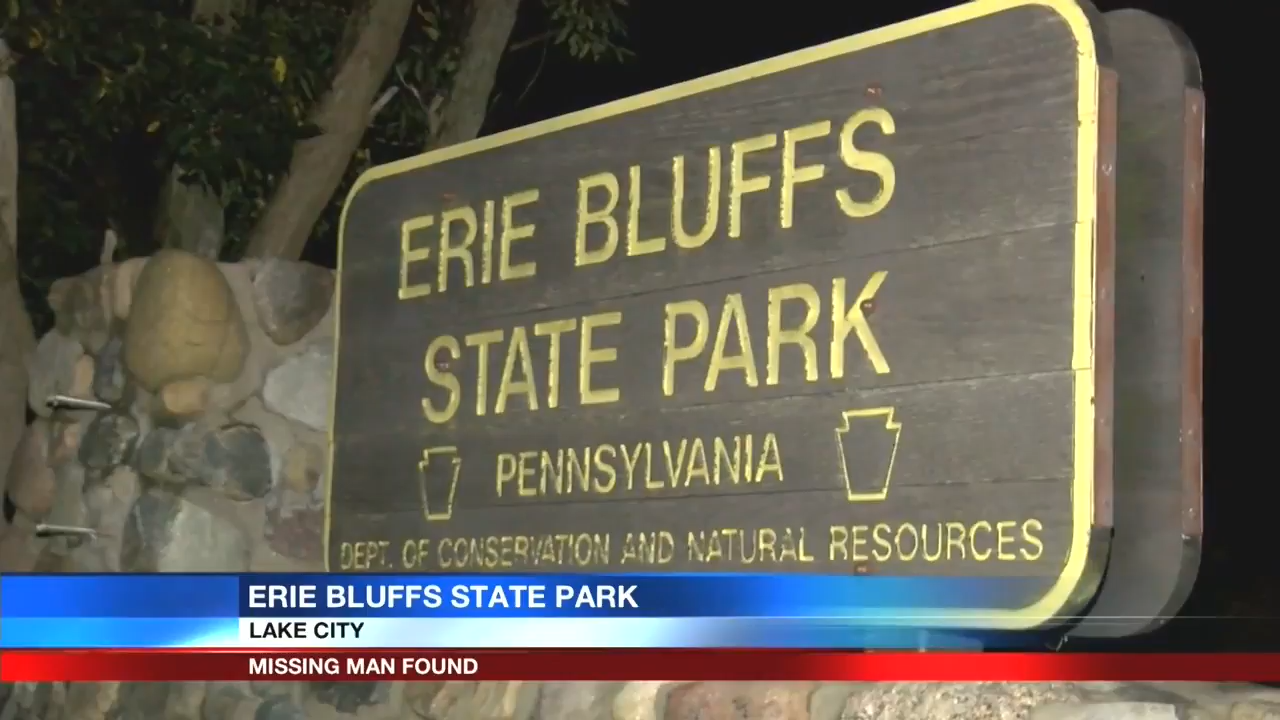 ERIE BLUFFS
STATE PARK
PENNSYLVANIA
DEPT. OF CONSERVATION AND NATURAL RESOURCES
ERIE BLUFFS STATE PARK
LAKE CITY
MISSING MAN FOUND